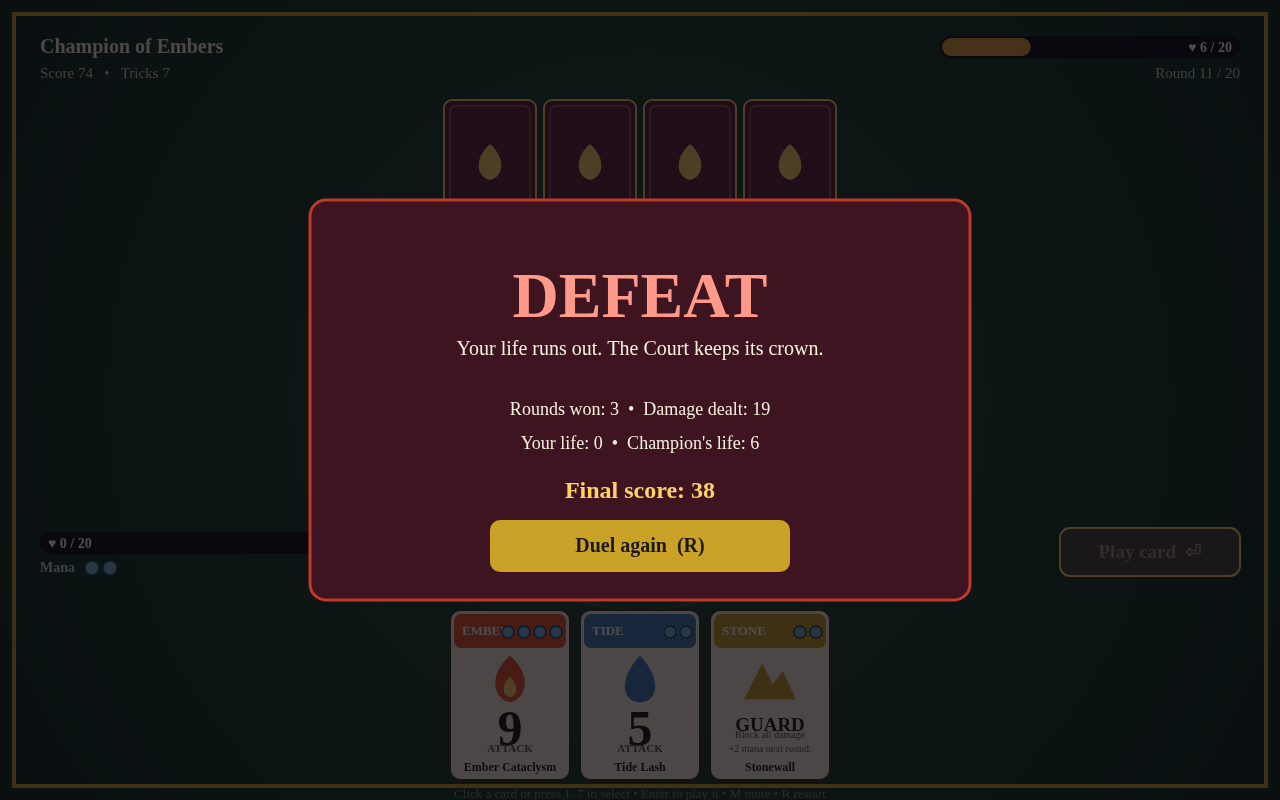 Champion of Embers
♥ 6 / 20
Score 74 • Tricks 7
Round 11 / 20
DEFEAT
Your life runs out. The Court keeps its crown.
Rounds won: 3 • Damage dealt: 19
Your life: 0 • Champion's life: 6
Final score: 38
Duel again (R)
♥ 0 / 20
Mana
Play card ⏎
EMBER
9
ATTACK
Ember Cataclysm
TIDE
5
ATTACK
Tide Lash
STONE
GUARD
Block all damage
+2 mana next round.
Stonewall
Click a card or press 1–7 to select • Enter to play it • M mute • R restart